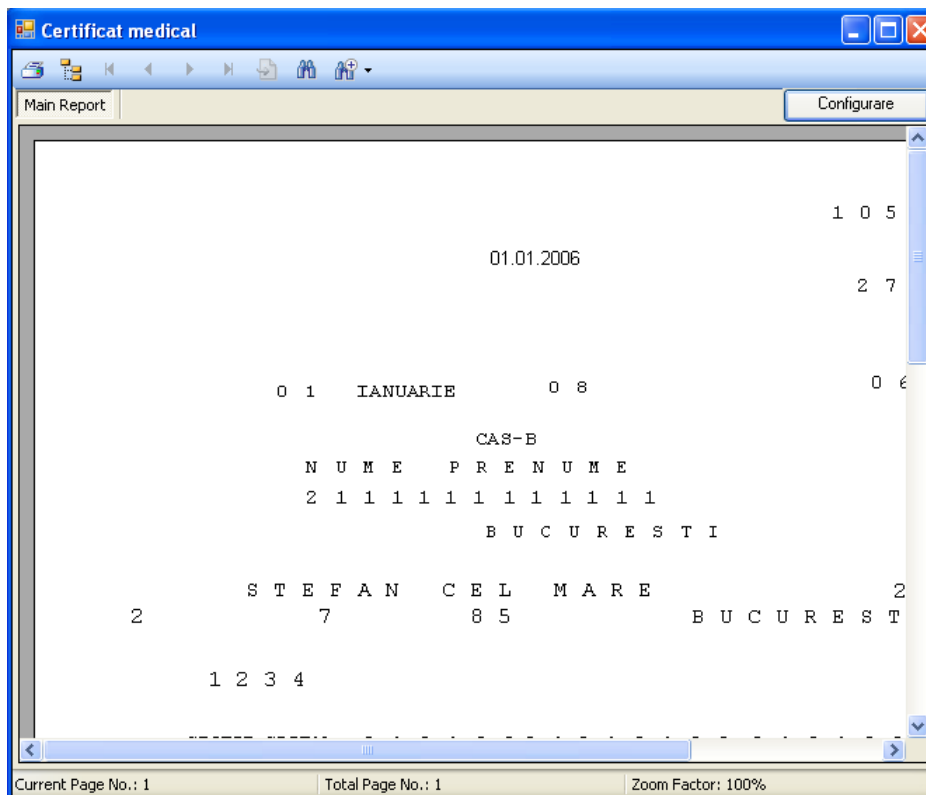 Certificat medical
Main Report
Configurare
1 0 5
01.01.2006
2 7
0 1 IANUARIE 0 8 0
CAS-B
N U M E P R E N U M E
2 1 1 1 1 1 1 1 1 1 1 1 1
B U C U R E S T I
S T E F A N C E L M A R E 2
2 7 8 5 B U C U R E S T
1 2 3 4
Current Page No.: 1 Total Page No.: 1 Zoom Factor: 100%